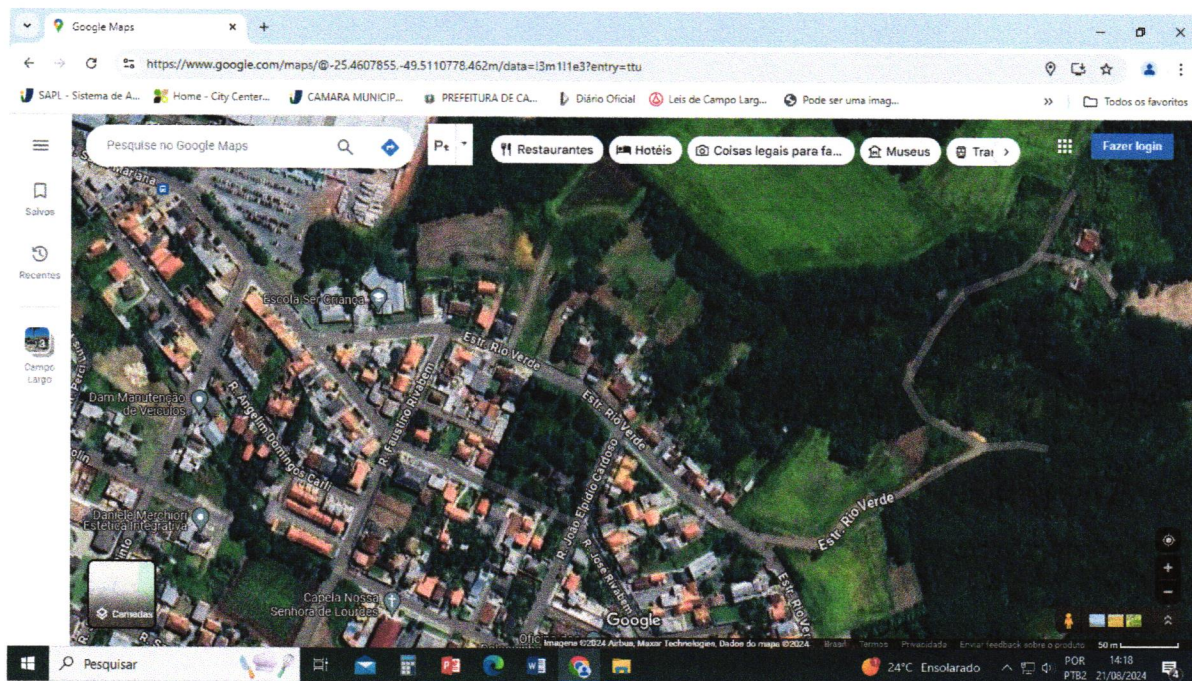 Google Maps
https://www.google.com/maps/@-25.4607855,-49.5110778,462m/data=!3m1!1e3?entry=ttu
SAPL - Sistema de A...
Home - City Center...
CAMARA MUNICIP...
PREFEITURA DE CA...
Diário Oficial
Leis de Campo Larg...
Pode ser uma imag...
Todos os favoritos
Pesquise no Google Maps
Restaurantes
Hotéis
Coisas legais para fa...
Museus
Fazer login
Salvos
Recentes
Campo Largo
Mariana
Escola Ser Criança
Estr. Rio Verde
Estr. Rio Verde
Estr. Rio Verde
R. Faustino Rivabem
Dam Manutenção
de Veículos
R. Angelim Domingos Carli
R. João Elpidio Cardoso
R. José Rivabem
Daniele Merchiori
Estética Integrativa
Capela Nossa
Senhora de Lourdes
Camadas
Google
Imagens ©2024 Airbus, Maxar Technologies, Dados do mapa ©2024
Brasil
Termos
Privacidade
Enviar feedback sobre o produto
50 m
Pesquisar
24°C Ensolarado
POR
PTB2
14:18
21/08/2024